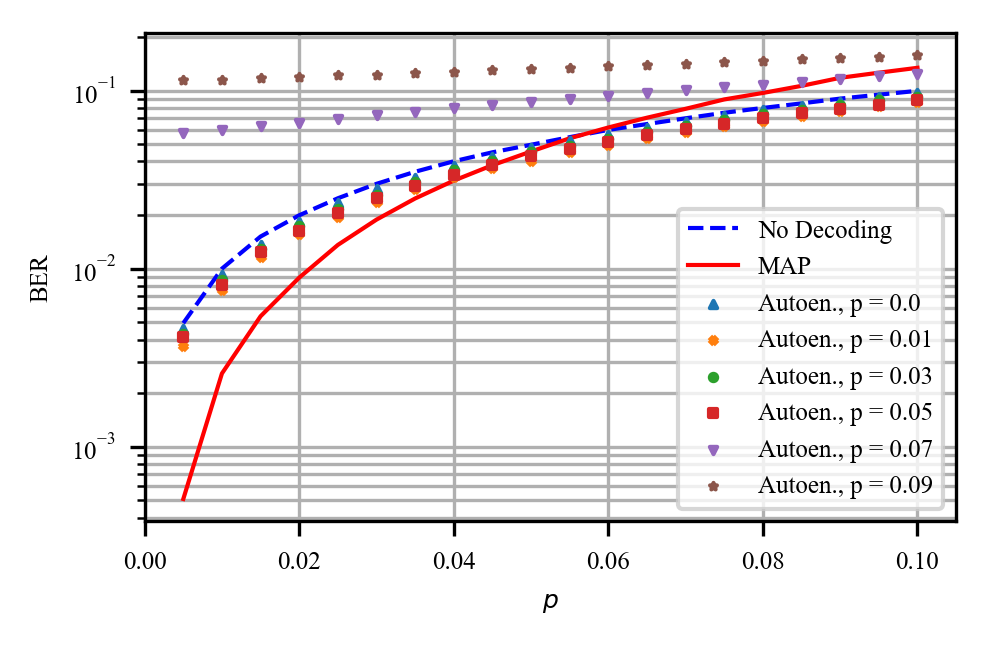 10⁻¹
10⁻²
10⁻³
BER
No Decoding
MAP
Autoen., p = 0.0
Autoen., p = 0.01
Autoen., p = 0.03
Autoen., p = 0.05
Autoen., p = 0.07
Autoen., p = 0.09
0.00 0.02 0.04 0.06 0.08 0.10
p